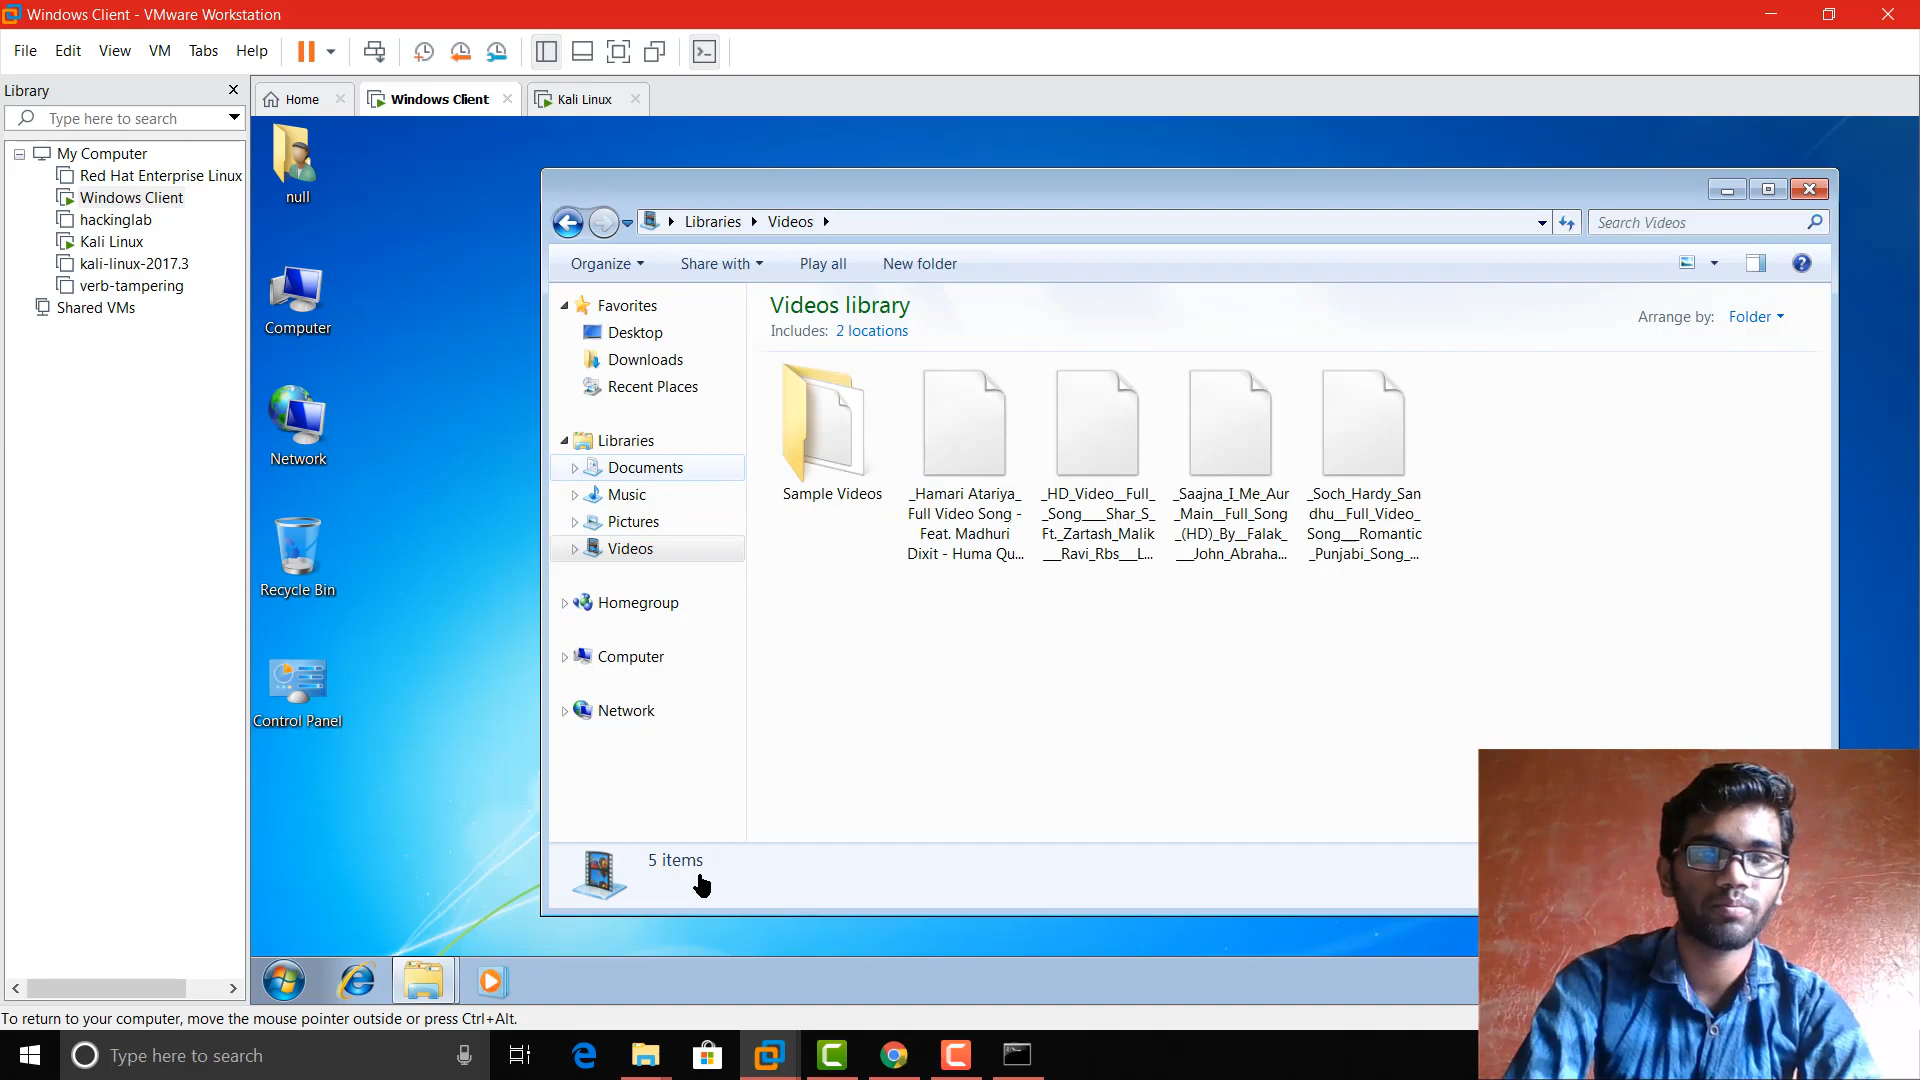 Windows Client - VMware Workstation
File Edit View VM Tabs Help
Library
Type here to search
My Computer
Red Hat Enterprise Linux
Windows Client
hackinglab
Kali Linux
kali-linux-2017.3
verb-tampering
Shared VMs
Home
Windows Client
Kali Linux
null
Computer
Network
Recycle Bin
Control Panel
Libraries Videos
Search Videos
Organize Share with Play all New folder
Favorites
Desktop
Downloads
Recent Places
Libraries
Documents
Music
Pictures
Videos
Homegroup
Computer
Network
Videos library
Includes: 2 locations
Arrange by: Folder
Sample Videos
_Hamari Atariya_
Full Video Song -
Feat. Madhuri
Dixit - Huma Qu...
_HD_Video__Full_
_Song____Shar_S_
Ft._Zartash_Malik
___Ravi_Rbs___L...
_Saajna_I_Me_Aur
_Main__Full_Song
_(HD)_By__Falak_
___John_Abraha...
_Soch_Hardy_San
dhu__Full_Video_
Song___Romantic
_Punjabi_Song_...
5 items
To return to your computer, move the mouse pointer outside or press Ctrl+Alt.
Type here to search